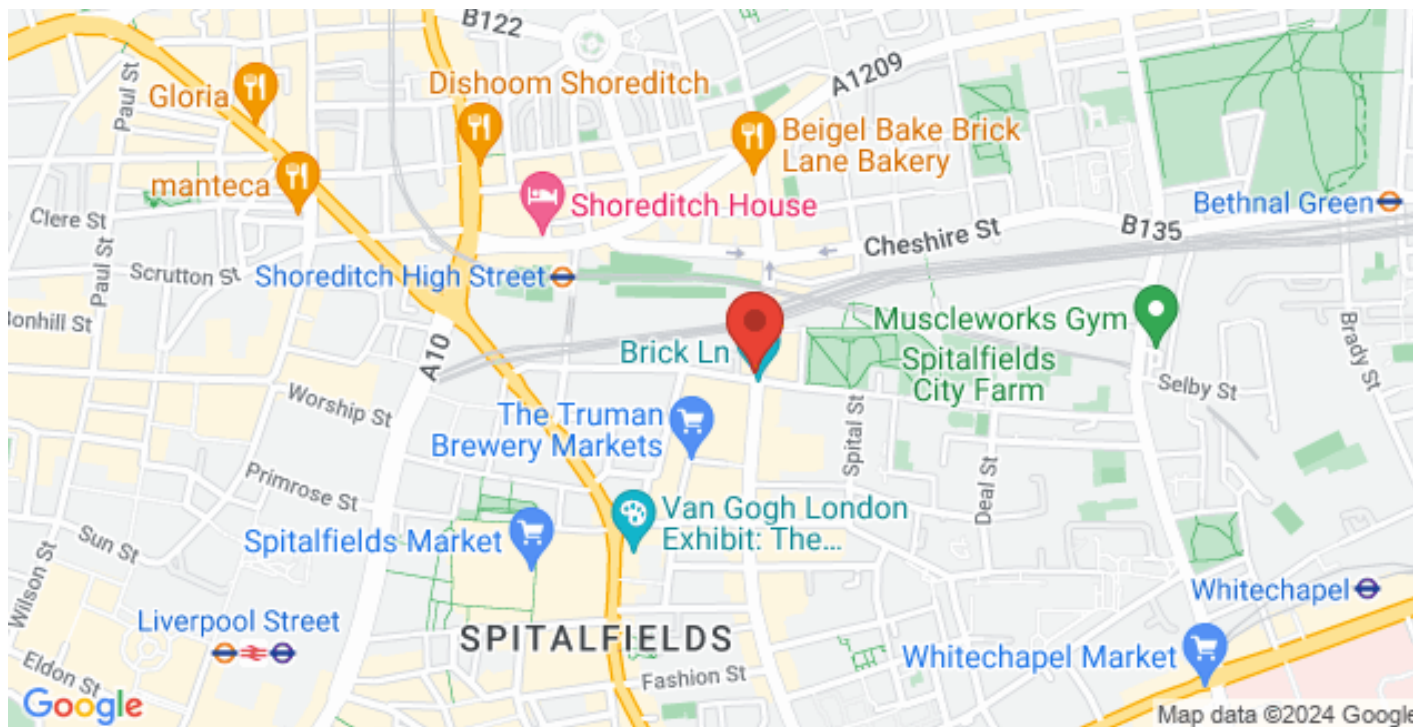 B122
A1209
Paul St
Gloria
Dishoom Shoreditch
Beigel Bake Brick
Lane Bakery
manteca
Shoreditch House
Bethnal Green
Clere St
Cheshire St
B135
Paul St
Scrutton St
Shoreditch High Street
Bonhill St
A10
Brick Ln
Muscleworks Gym
Spitalfields
City Farm
Brady St
Selby St
Worship St
The Truman
Brewery Markets
Spital St
Deal St
Primrose St
Van Gogh London
Exhibit: The...
Sun St
Spitalfields Market
Wilson St
Whitechapel
Liverpool Street
SPITALFIELDS
Whitechapel Market
Eldon St
Fashion St
Google
Map data ©2024 Google